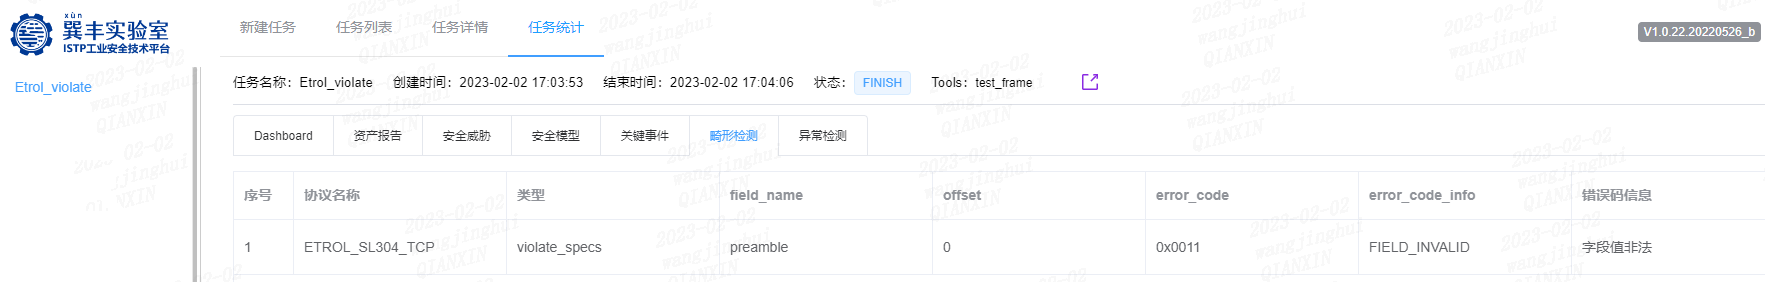 xùn
巽丰实验室
ISTP工业安全技术平台
新建任务 任务列表 任务详情 任务统计
V1.0.22.20220526_b
Etrol_violate
任务名称：Etrol_violate 创建时间：2023-02-02 17:03:53 结束时间：2023-02-02 17:04:06 状态： FINISH Tools：test_frame
Dashboard 资产报告 安全威胁 安全模型 关键事件 畸形检测 异常检测
序号 协议名称 类型 field_name offset error_code error_code_info 错误码信息
1 ETROL_SL304_TCP violate_specs preamble 0 0x0011 FIELD_INVALID 字段值非法
2023-02-02
wangjinghui
QIANXIN